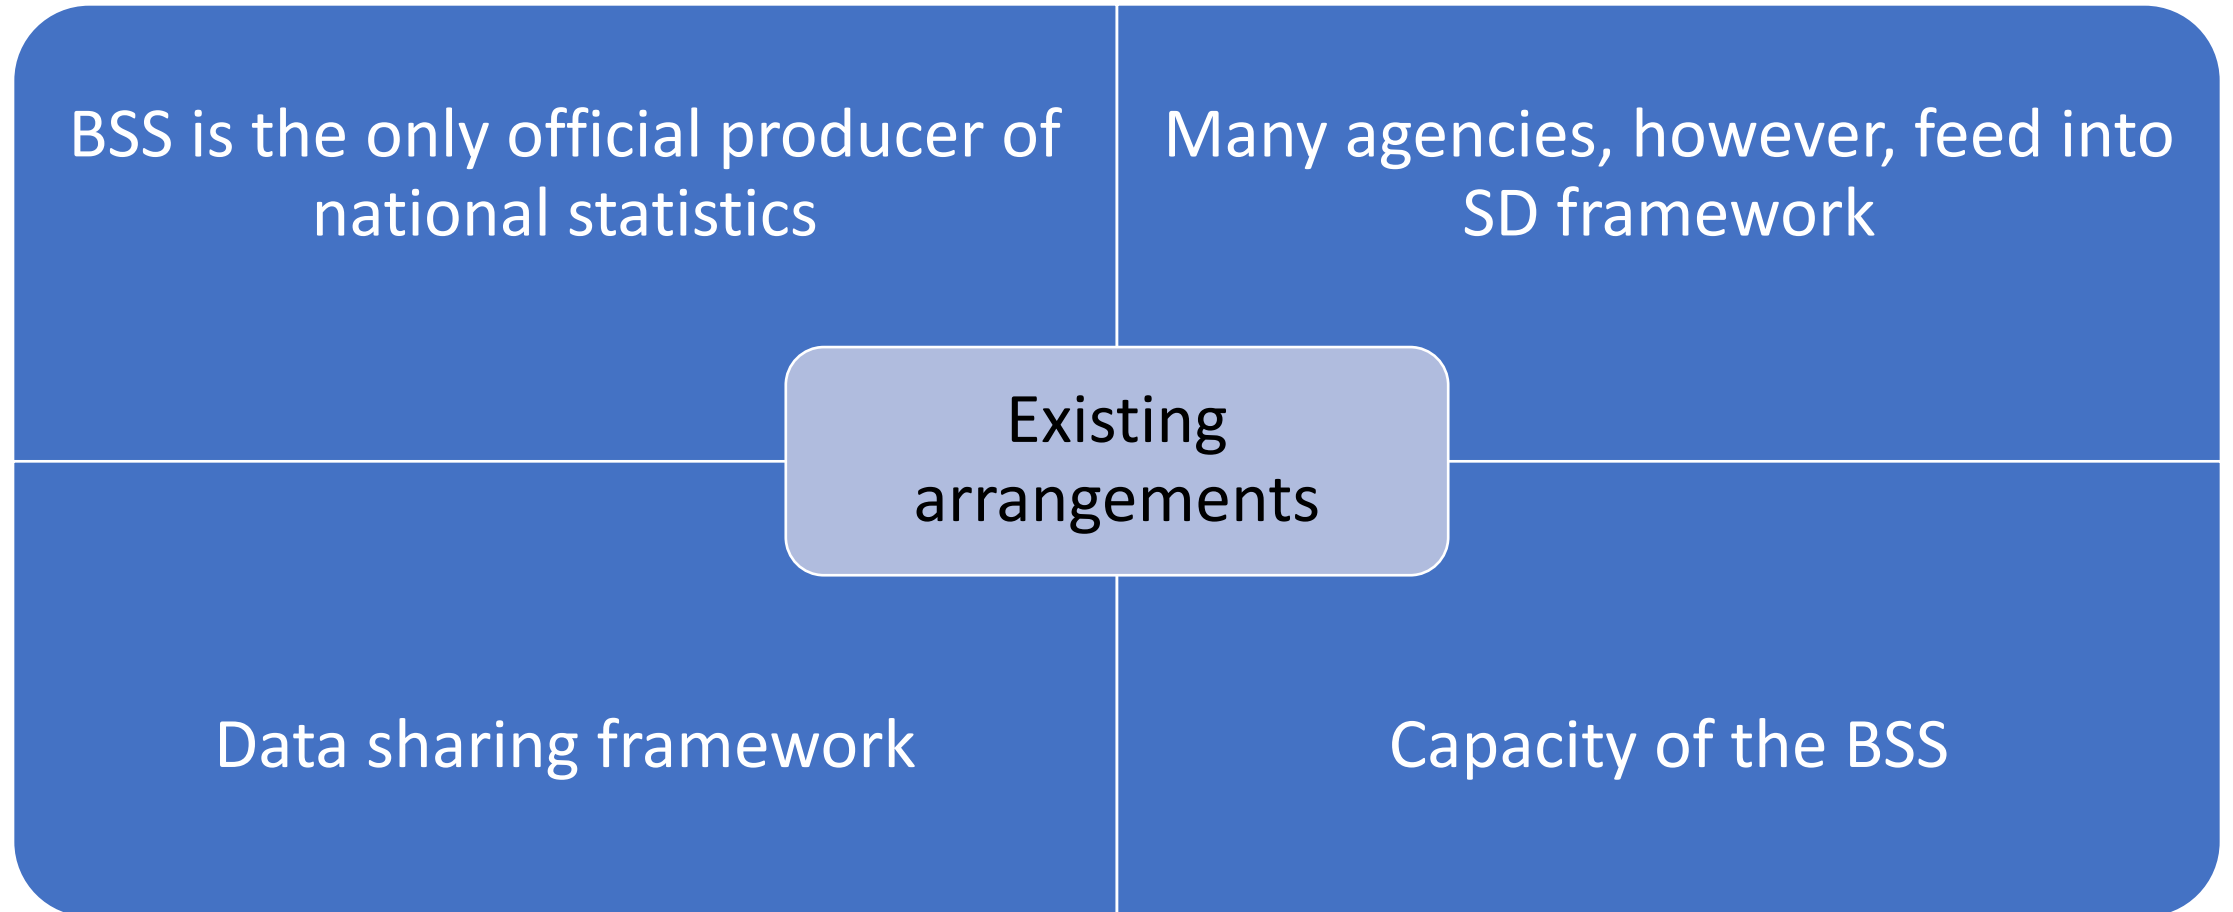 BSS is the only official producer of
national statistics
Many agencies, however, feed into
SD framework
Existing
arrangements
Data sharing framework
Capacity of the BSS